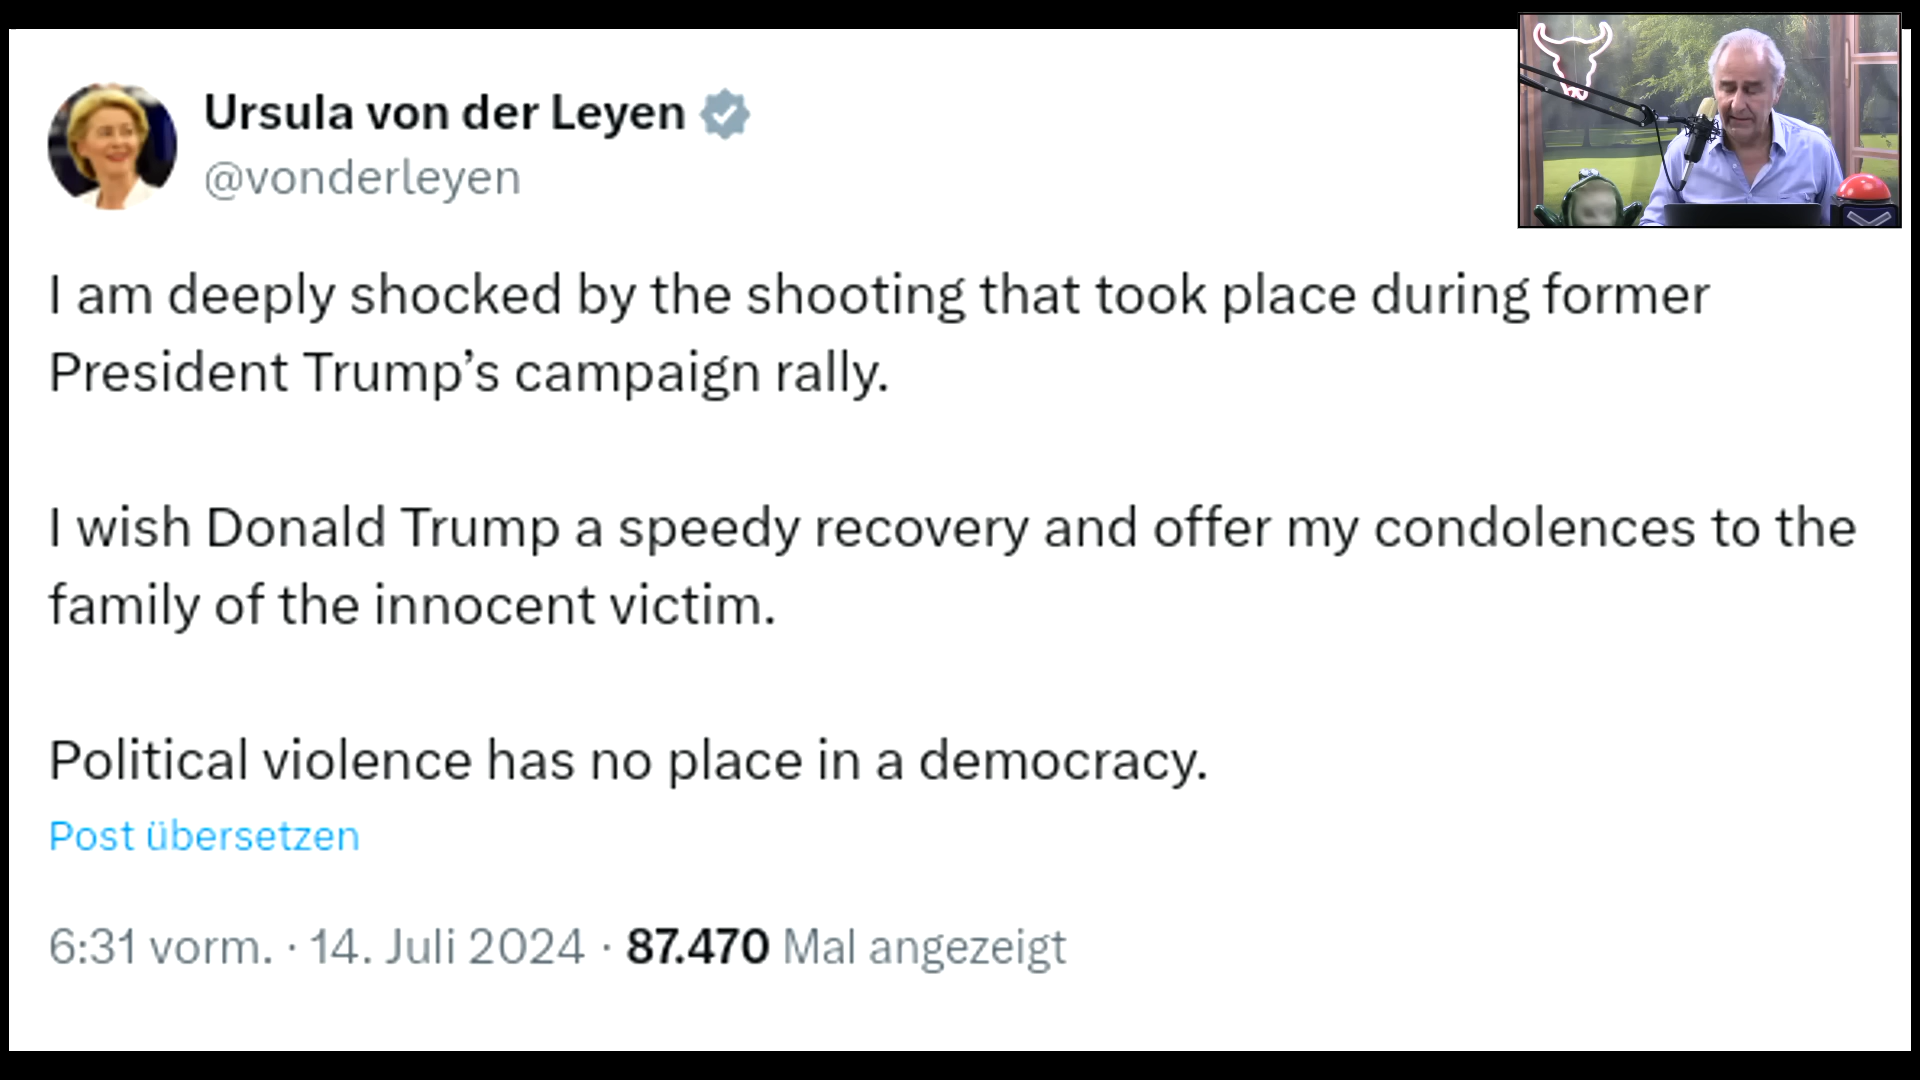 Ursula von der Leyen
@vonderleyen
I am deeply shocked by the shooting that took place during former
President Trump’s campaign rally.
I wish Donald Trump a speedy recovery and offer my condolences to the
family of the innocent victim.
Political violence has no place in a democracy.
Post übersetzen
6:31 vorm. · 14. Juli 2024 · 87.470 Mal angezeigt